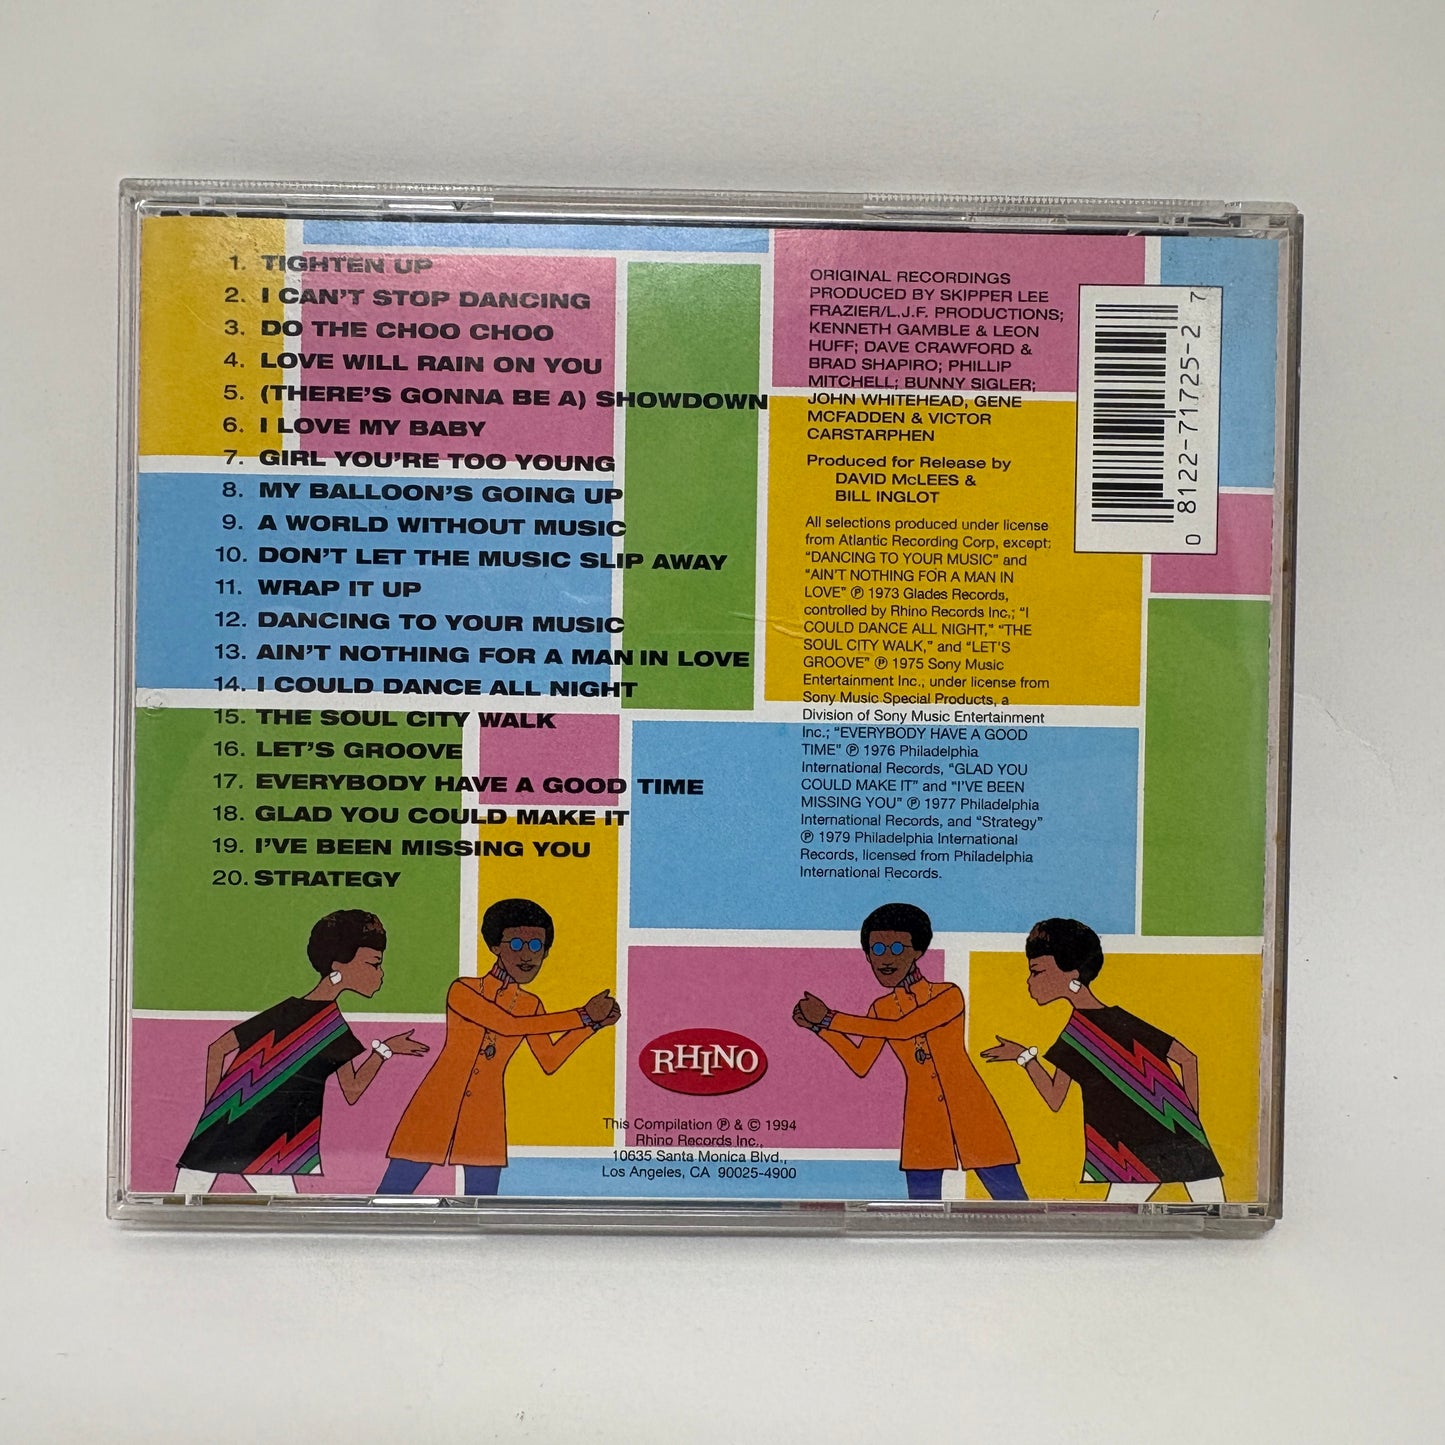 1. TIGHTEN UP
2. I CAN'T STOP DANCING
3. DO THE CHOO CHOO
4. LOVE WILL RAIN ON YOU
5. (THERE'S GONNA BE A) SHOWDOWN
6. I LOVE MY BABY
7. GIRL YOU'RE TOO YOUNG
8. MY BALLOON'S GOING UP
9. A WORLD WITHOUT MUSIC
10. DON'T LET THE MUSIC SLIP AWAY
11. WRAP IT UP
12. DANCING TO YOUR MUSIC
13. AIN'T NOTHING FOR A MAN IN LOVE
14. I COULD DANCE ALL NIGHT
15. THE SOUL CITY WALK
16. LET'S GROOVE
17. EVERYBODY HAVE A GOOD TIME
18. GLAD YOU COULD MAKE IT
19. I'VE BEEN MISSING YOU
20. STRATEGY
ORIGINAL RECORDINGS
PRODUCED BY SKIPPER LEE
FRAZIER/L.J.F. PRODUCTIONS;
KENNETH GAMBLE & LEON
HUFF; DAVE CRAWFORD &
BRAD SHAPIRO; PHILLIP
MITCHELL; BUNNY SIGLER;
JOHN WHITEHEAD, GENE
MCFADDEN & VICTOR
CARSTARPHEN
Produced for Release by
DAVID McLEES &
BILL INGLOT
All selections produced under license
from Atlantic Recording Corp, except:
"DANCING TO YOUR MUSIC" and
"AIN'T NOTHING FOR A MAN IN
LOVE" ℗ 1973 Glades Records,
controlled by Rhino Records Inc.; "I
COULD DANCE ALL NIGHT," "THE
SOUL CITY WALK," and "LET'S
GROOVE" ℗ 1975 Sony Music
Entertainment Inc., under license from
Sony Music Special Products, a
Division of Sony Music Entertainment
Inc.; "EVERYBODY HAVE A GOOD
TIME" ℗ 1976 Philadelphia
International Records, "GLAD YOU
COULD MAKE IT" and "I'VE BEEN
MISSING YOU" ℗ 1977 Philadelphia
International Records, and "Strategy"
℗ 1979 Philadelphia International
Records, licensed from Philadelphia
International Records.
0 8122-71725-2 7
RHINO
This Compilation ℗ & © 1994
Rhino Records Inc.,
10635 Santa Monica Blvd.,
Los Angeles, CA 90025-4900